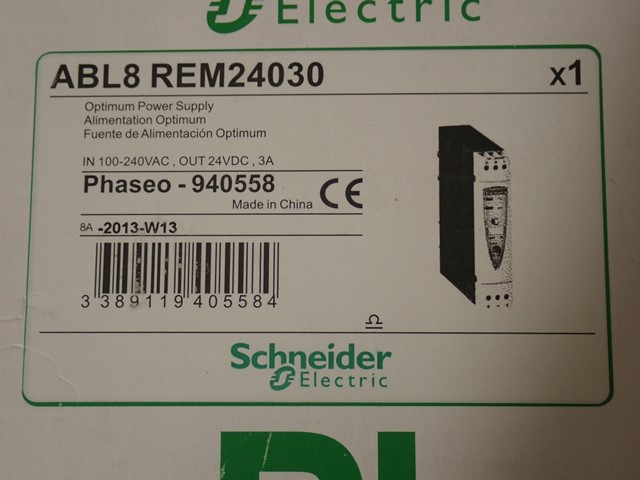 Electric
ABL8 REM24030 x1
Optimum Power Supply
Alimentation Optimum
Fuente de Alimentación Optimum
IN 100-240VAC , OUT 24VDC , 3A
Phaseo - 940558 CE
Made in China
8A -2013-W13
3 389119 405584
Schneider
Electric